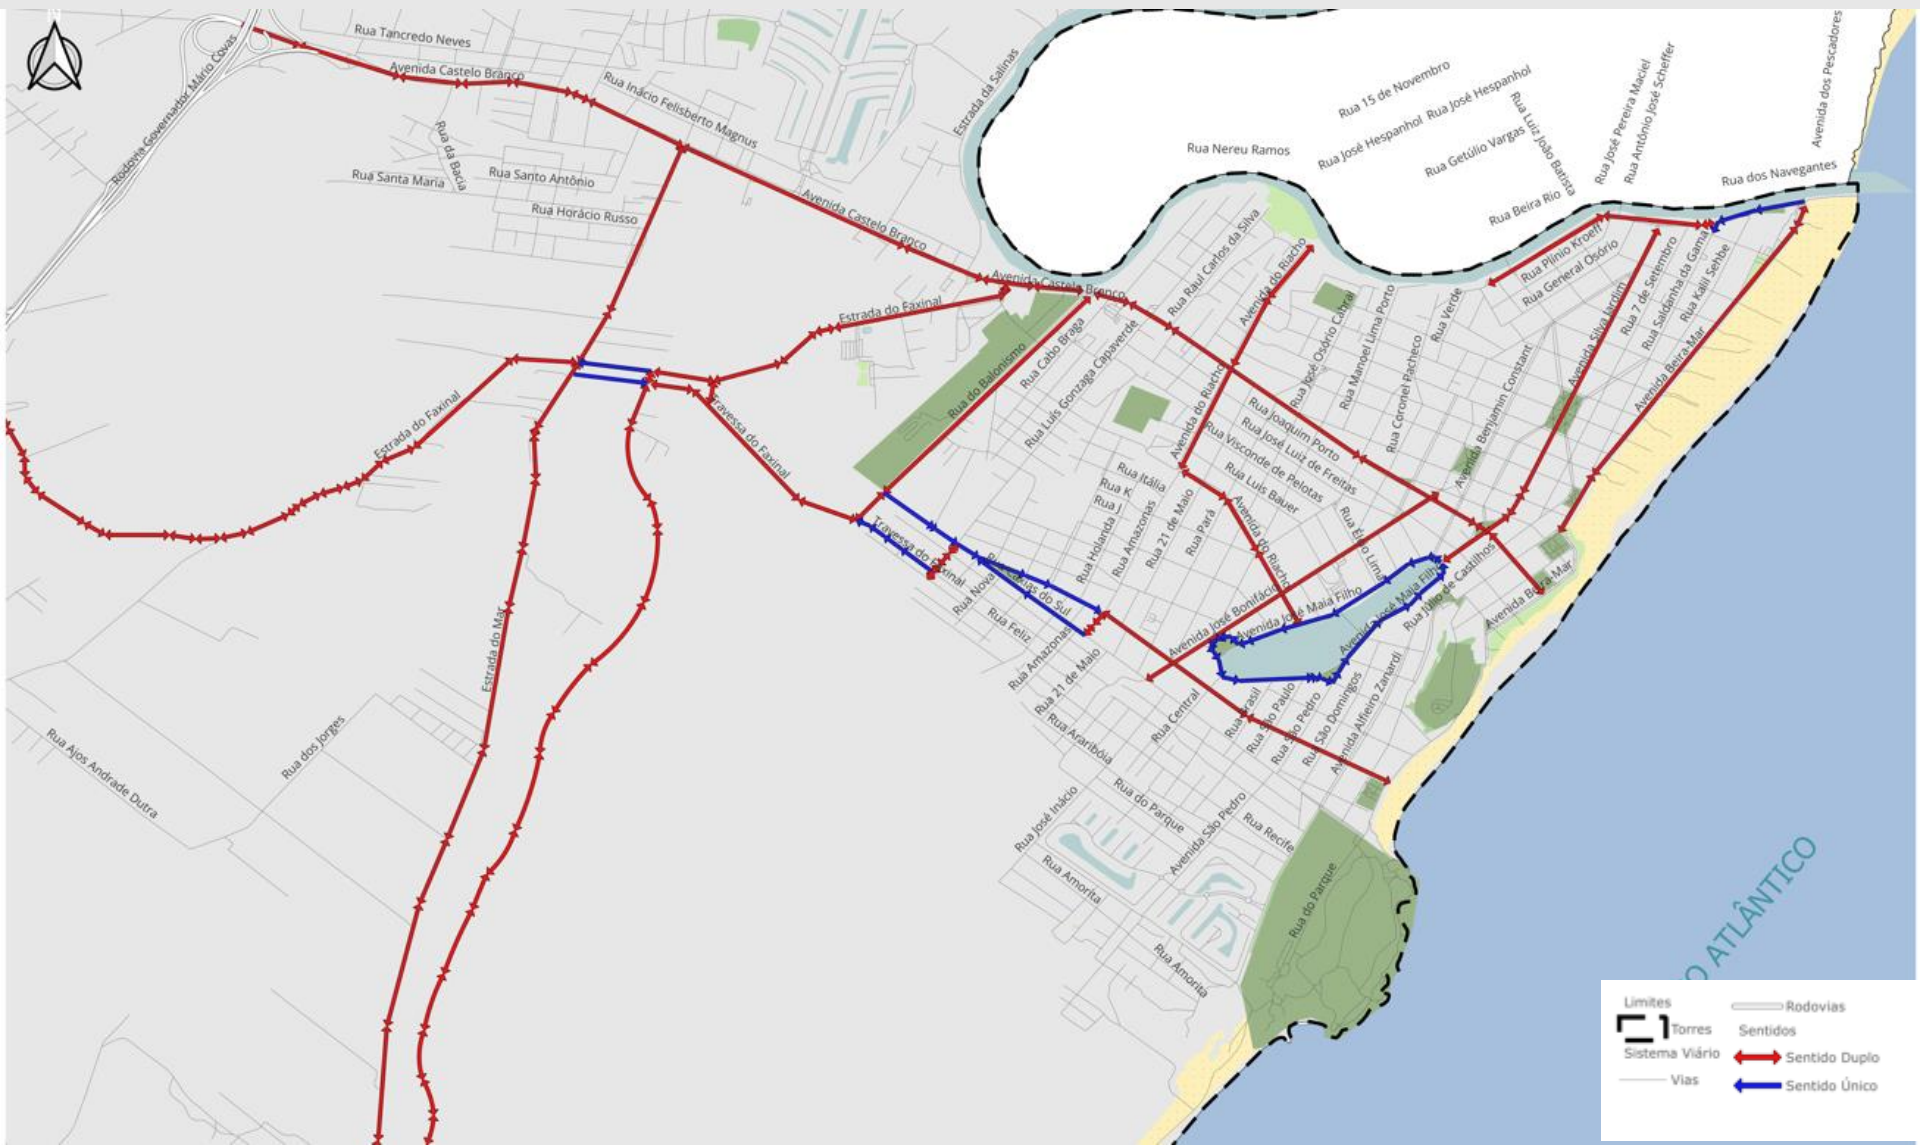 Rua Tancredo Neves
Avenida Castelo Branco
Rodovia Governador Mário Covas
Rua Inácio Felisberto Magnus
Estrada da Salinas
Rua da Bacia
Rua Santa Maria
Rua Santo Antônio
Rua Horácio Russo
Avenida Castelo Branco
Rua Nereu Ramos
Rua 15 de Novembro
Rua José Hespanhol
Rua José Hespanhol
Rua Getúlio Vargas
Rua Luiz João Batista
Rua José Pereira Maciel
Rua Antônio José Scheffer
Avenida dos Pescadores
Rua dos Navegantes
Rua Beira Rio
Rua Plínio Kroeff
Rua General Osório
Avenida Silva Jardim
Rua 7 de Setembro
Rua Saldanha da Gama
Rua Kalil Sehbe
Avenida Beira-Mar
Avenida Castelo Branco
Rua Raul Carlos da Silva
Avenida do Riacho
Rua José Osório Cabral
Rua Manoel Lima Porto
Rua Verde
Rua Coronel Pacheco
Avenida Benjamin Constant
Estrada do Faxinal
Rua do Balonismo
Rua Cabo Braga
Rua Luís Gonzaga Capaverde
Avenida do Riacho
Rua Joaquim Porto
Rua José Luiz de Freitas
Rua Visconde de Pelotas
Rua Luis Bauer
Estrada do Faxinal
Travessa do Faxinal
Rua Itália
Rua K
Rua J
Rua Holanda
Rua Amazonas
Rua 21 de Maio
Rua Pará
Avenida do Riacho
Rua Élgio Lima
Travessa do Faxinal
Rua Caxias do Sul
Rua Nova
Rua Feliz
Rua Amazonas
Rua 21 de Maio
Avenida José Bonifácio
Avenida José Maia Filho
Avenida José Maia Filho
Rua Júlio de Castilhos
Avenida Beira-Mar
Estrada do Mar
Rua Central
Rua Brasil
Rua São Paulo
Rua São Pedro
Rua São Domingos
Avenida Alfieiro Zanardi
Rua Araribóia
Rua Ajos Andrade Dutra
Rua dos Jorges
Rua José Inácio
Rua do Parque
Avenida São Pedro
Rua Recife
Rua Amorita
Rua do Parque
Rua Amorita
O ATLÂNTICO
Limites
Torres
Sistema Viário
Vias
Rodovias
Sentidos
Sentido Duplo
Sentido Único